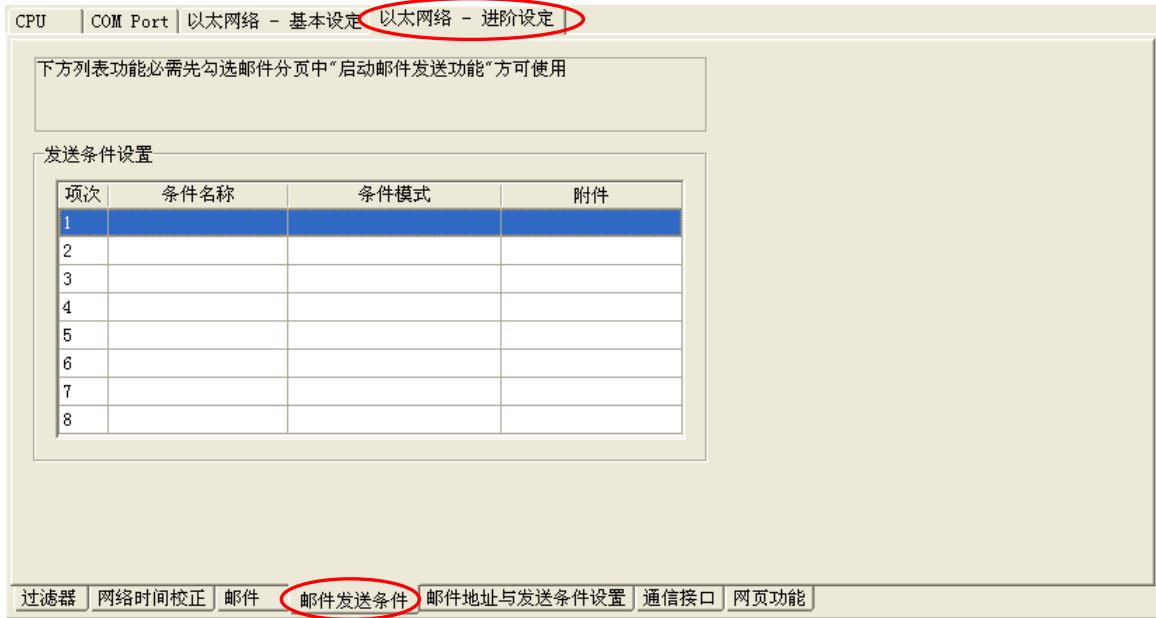 CPU COM Port 以太网络 - 基本设定 以太网络 - 进阶设定
下方列表功能必需先勾选邮件分页中"启动邮件发送功能"方可使用
发送条件设置
项次 条件名称 条件模式 附件
1
2
3
4
5
6
7
8
过滤器 网络时间校正 邮件 邮件发送条件 邮件地址与发送条件设置 通信接口 网页功能